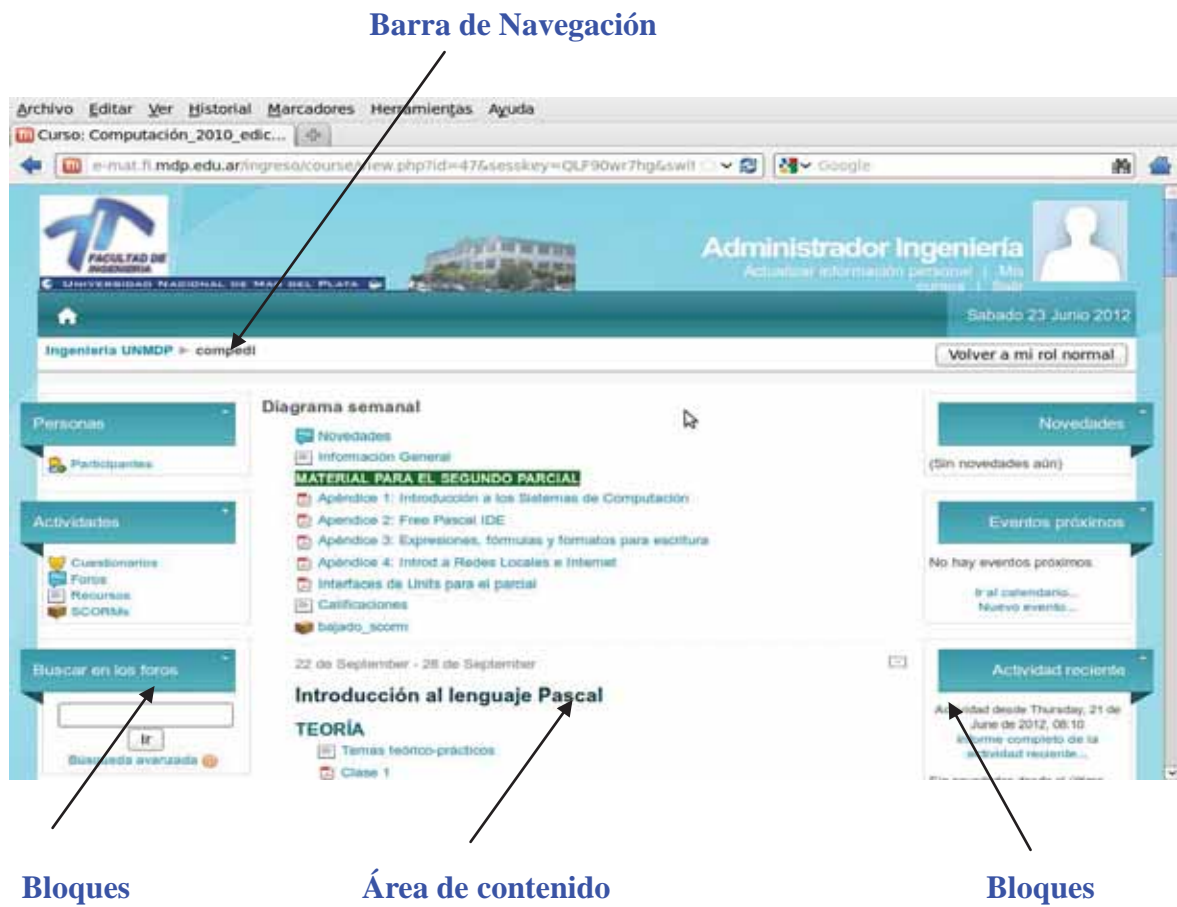 Barra de Navegación
Archivo Editar Ver Historial Marcadores Herramientas Ayuda
Curso: Computación_2010_edic...
e-mat.fi.mdp.edu.ar/ingreso/course/view.php?id=47&sesskey=QLF90wr7hg&swit
Google
FACULTAD DE
INGENIERIA
UNIVERSIDAD NACIONAL DE MAR DEL PLATA
Administrador Ingeniería
Actualizar información personal | Mis
cursos | Salir
Sabado 23 Junio 2012
Ingeniería UNMDP ► compedi
Volver a mi rol normal
Personas
Participantes
Actividades
Cuestionarios
Foros
Recursos
SCORMs
Buscar en los foros
Ir
Búsqueda avanzada
Diagrama semanal
Novedades
Información General
MATERIAL PARA EL SEGUNDO PARCIAL
Apéndice 1: Introducción a los Sistemas de Computación
Apendice 2: Free Pascal IDE
Apéndice 3: Expresiones, fórmulas y formatos para escritura
Apéndice 4: Introd a Redes Locales e Internet
Interfaces de Units para el parcial
Calificaciones
bajado_scorm
22 de September - 28 de September
Introducción al lenguaje Pascal
TEORÍA
Temas teórico-prácticos
Clase 1
Novedades
(Sin novedades aún)
Eventos próximos
No hay eventos próximos
Ir al calendario...
Nuevo evento...
Actividad reciente
Actividad desde Thursday, 21 de
June de 2012, 08:10
Informe completo de la
actividad reciente...
Sin novedades desde el último
Bloques
Área de contenido
Bloques